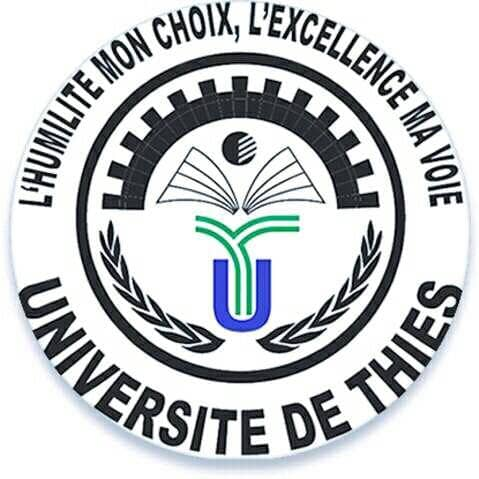 L'HUMILITE MON CHOIX, L'EXCELLENCE MA VOIE
U
UNIVERSITE DE THIES